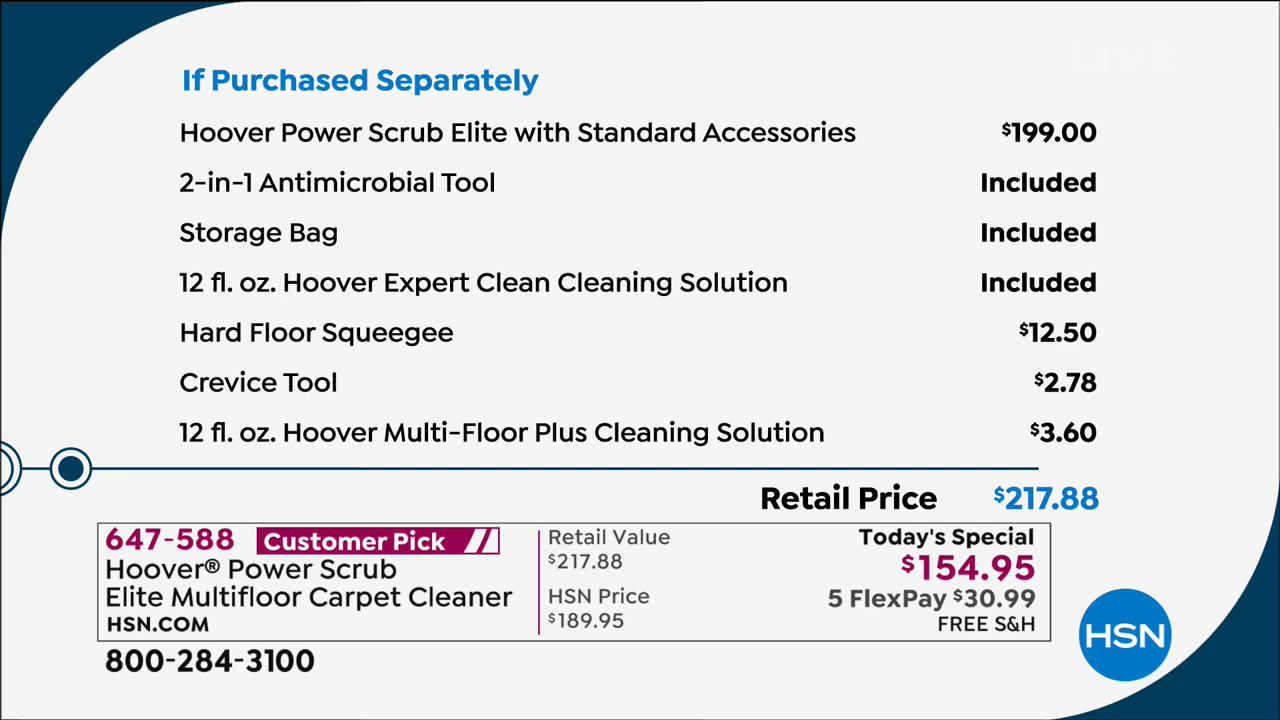 LIVE
If Purchased Separately
Hoover Power Scrub Elite with Standard Accessories $199.00
2-in-1 Antimicrobial Tool Included
Storage Bag Included
12 fl. oz. Hoover Expert Clean Cleaning Solution Included
Hard Floor Squeegee $12.50
Crevice Tool $2.78
12 fl. oz. Hoover Multi-Floor Plus Cleaning Solution $3.60
Retail Price $217.88
647-588 Customer Pick
Hoover® Power Scrub
Elite Multifloor Carpet Cleaner
HSN.COM
Retail Value
$217.88
HSN Price
$189.95
Today's Special
$154.95
5 FlexPay $30.99
FREE S&H
800-284-3100
HSN